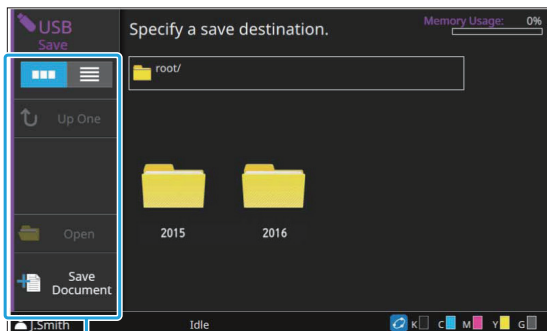 USB
Save
Specify a save destination.
Memory Usage: 0%
root/
Up One
Open
Save
Document
2015
2016
J.Smith
Idle
K C M Y G